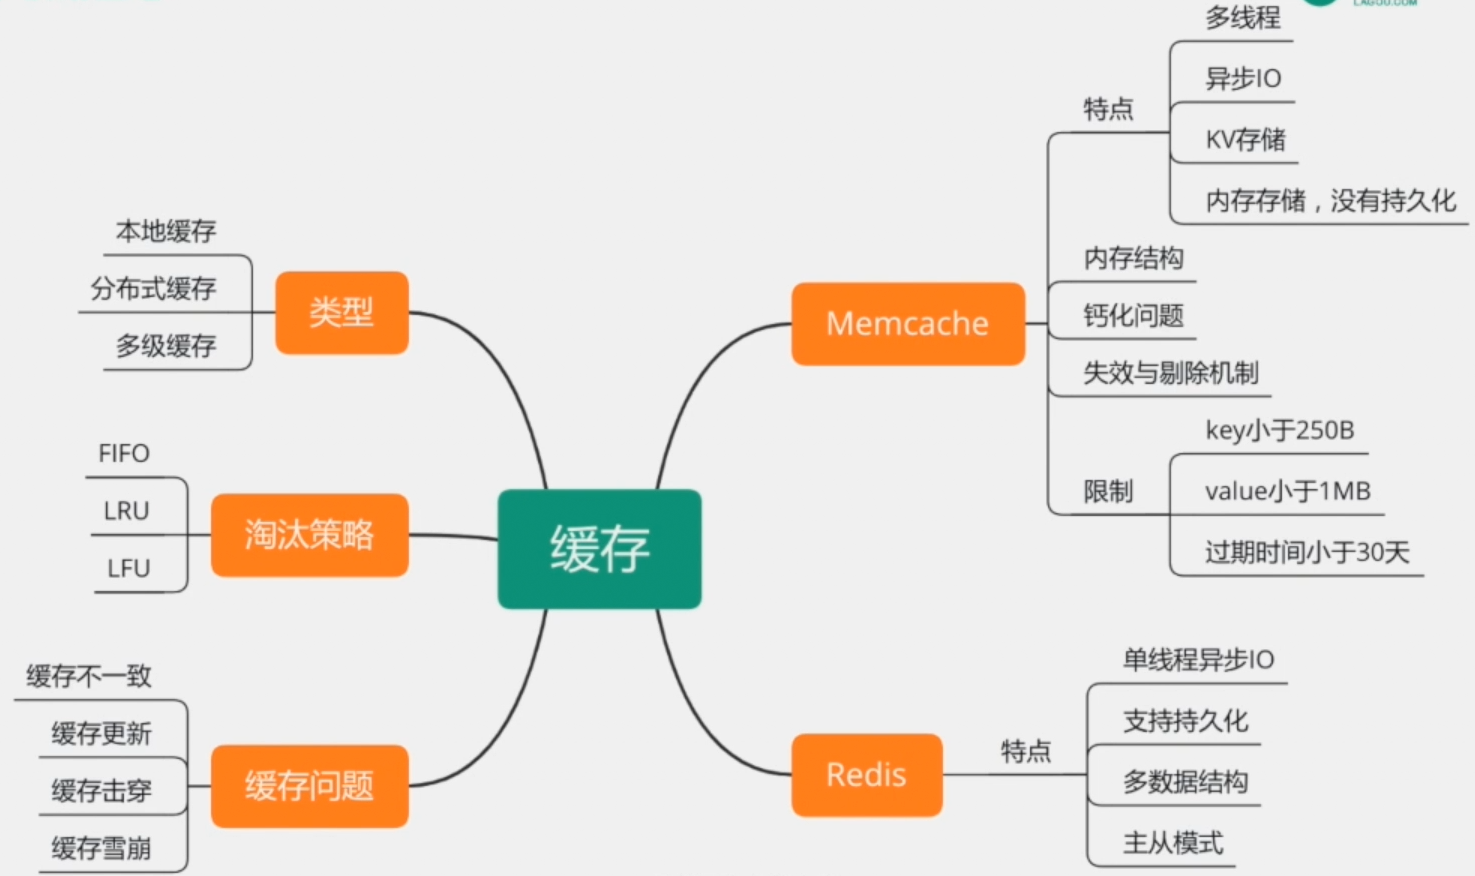 LAGOU.COM
缓存
类型
本地缓存
分布式缓存
多级缓存
淘汰策略
FIFO
LRU
LFU
缓存问题
缓存不一致
缓存更新
缓存击穿
缓存雪崩
Memcache
特点
多线程
异步IO
KV存储
内存存储，没有持久化
内存结构
钙化问题
失效与剔除机制
限制
key小于250B
value小于1MB
过期时间小于30天
Redis
特点
单线程异步IO
支持持久化
多数据结构
主从模式